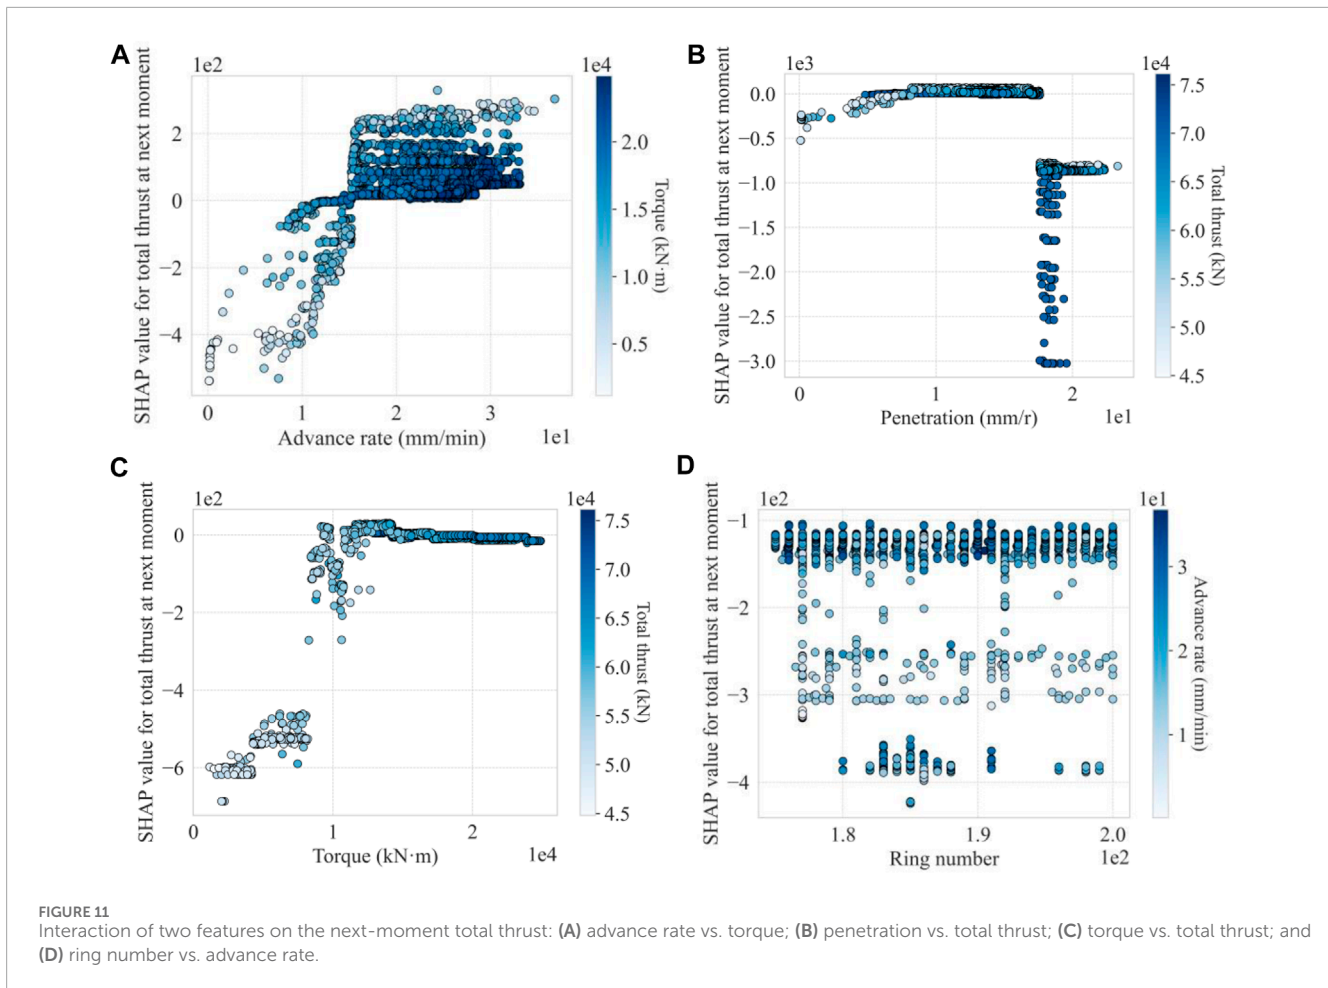 A
1e2
SHAP value for total thrust at next moment
2
0
−2
−4
0
1
2
3
Advance rate (mm/min)
1e1
1e4
2.0
1.5
1.0
0.5
Torque (kN·m)
B
1e3
SHAP value for total thrust at next moment
0.0
−0.5
−1.0
−1.5
−2.0
−2.5
−3.0
0
1
2
Penetration (mm/r)
1e1
1e4
7.5
7.0
6.5
6.0
5.5
5.0
4.5
Total thrust (kN)
C
1e2
SHAP value for total thrust at next moment
0
−2
−4
−6
0
1
2
Torque (kN·m)
1e4
1e4
7.5
7.0
6.5
6.0
5.5
5.0
4.5
Total thrust (kN)
D
1e2
SHAP value for total thrust at next moment
−1
−2
−3
−4
1.8
1.9
2.0
Ring number
1e2
1e1
3
2
1
Advance rate (mm/min)
FIGURE 11
Interaction of two features on the next-moment total thrust: (A) advance rate vs. torque; (B) penetration vs. total thrust; (C) torque vs. total thrust; and
(D) ring number vs. advance rate.